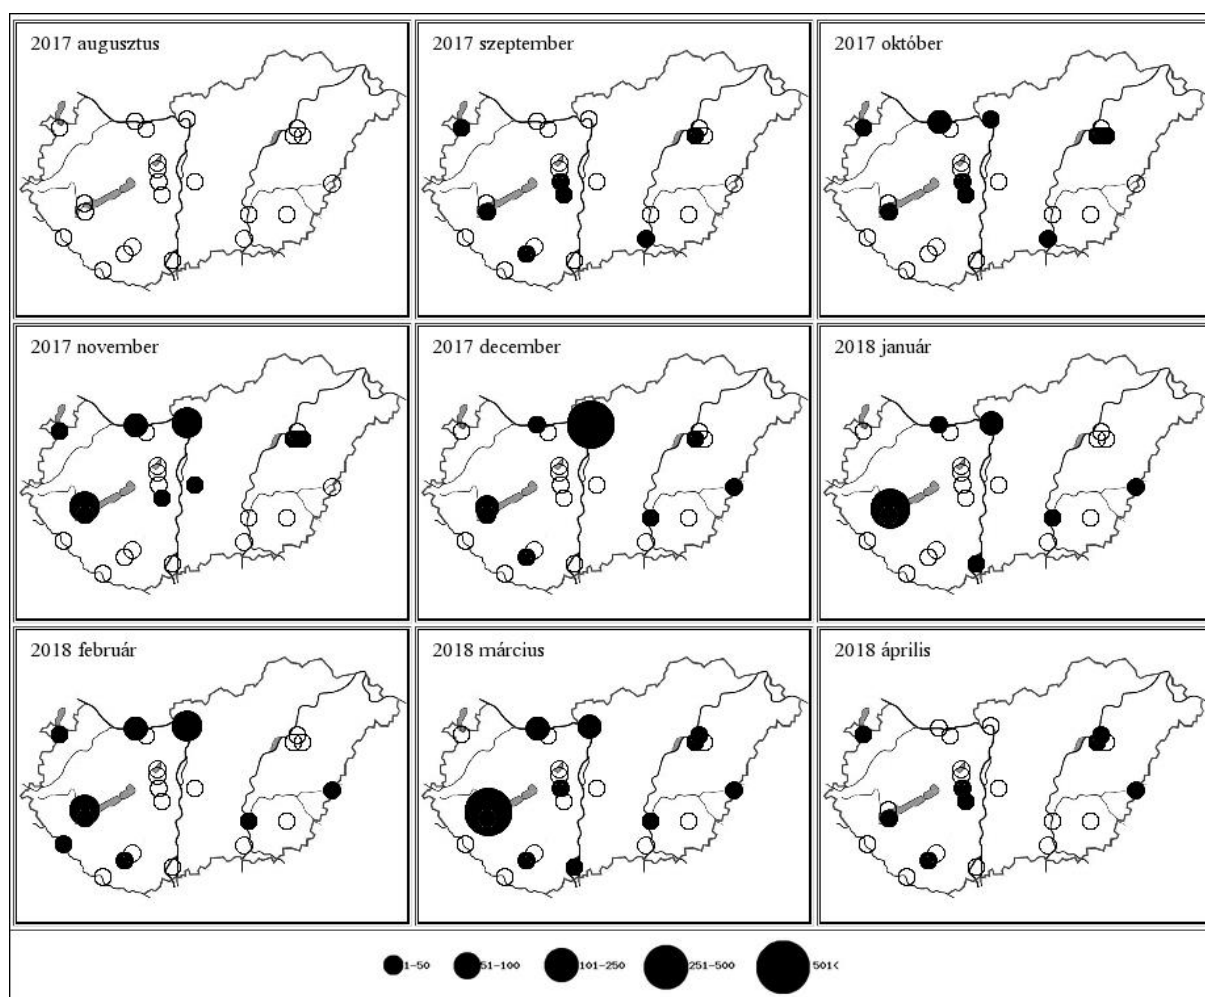 2017 augusztus
2017 szeptember
2017 október
2017 november
2017 december
2018 január
2018 február
2018 március
2018 április
1-50
51-100
101-250
251-500
501<